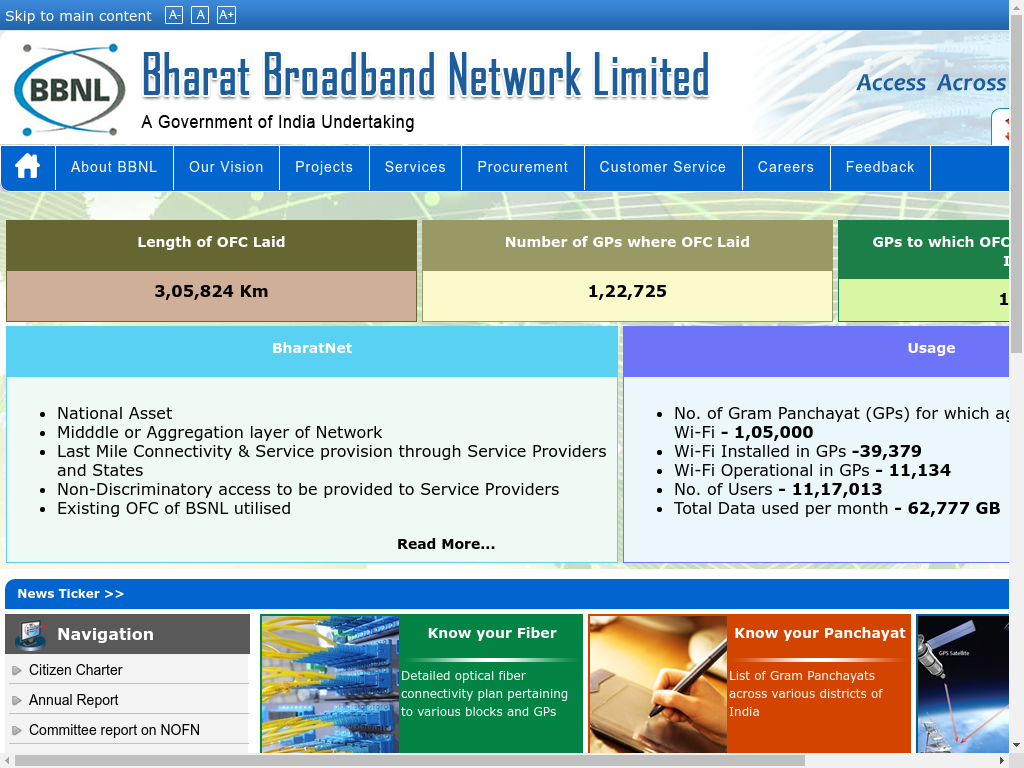 Skip to main content A- A A+
BBNL
Bharat Broadband Network Limited
A Government of India Undertaking
Access Across
About BBNL Our Vision Projects Services Procurement Customer Service Careers Feedback
Length of OFC Laid
3,05,824 Km
Number of GPs where OFC Laid
1,22,725
GPs to which OFC
BharatNet
National Asset
Midddle or Aggregation layer of Network
Last Mile Connectivity & Service provision through Service Providers
and States
Non-Discriminatory access to be provided to Service Providers
Existing OFC of BSNL utilised
Read More...
Usage
No. of Gram Panchayat (GPs) for which
Wi-Fi - 1,05,000
Wi-Fi Installed in GPs -39,379
Wi-Fi Operational in GPs - 11,134
No. of Users - 11,17,013
Total Data used per month - 62,777 GB
News Ticker >>
Navigation
Citizen Charter
Annual Report
Committee report on NOFN
Know your Fiber
Detailed optical fiber
connectivity plan pertaining
to various blocks and GPs
Know your Panchayat
List of Gram Panchayats
across various districts of
India
GPS Satellite